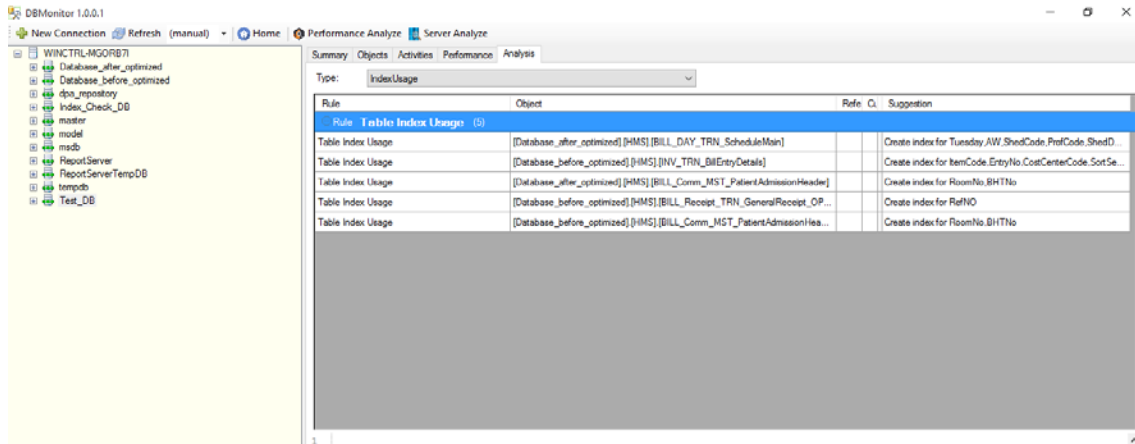 DBMonitor 1.0.0.1
New Connection Refresh (manual) Home Performance Analyze Server Analyze
WINCTRL-MGORB7I
Database_after_optimized
Database_before_optimized
dpa_repository
Index_Check_DB
master
model
msdb
ReportServer
ReportServerTempDB
tempdb
Test_DB
Summary Objects Activities Performance Analysis
Type: IndexUsage
Rule Object Refe Cu Suggestion
Rule Table Index Usage (5)
Table Index Usage [Database_after_optimized].[HMS].[BILL_DAY_TRN_ScheduleMain] Create index for Tuesday,AW,ShedCode,ProfCode,ShedD...
Table Index Usage [Database_before_optimized].[HMS].[INV_TRN_BillEntryDetails] Create index for ItemCode,EntryNo,CostCenterCode,SortSe...
Table Index Usage [Database_after_optimized].[HMS].[BILL_Comm_MST_PatientAdmissionHeader] Create index for RoomNo,BHTNo
Table Index Usage [Database_before_optimized].[HMS].[BILL_Receipt_TRN_GeneralReceipt_OP... Create index for RefNO
Table Index Usage [Database_before_optimized].[HMS].[BILL_Comm_MST_PatientAdmissionHea... Create index for RoomNo,BHTNo
1